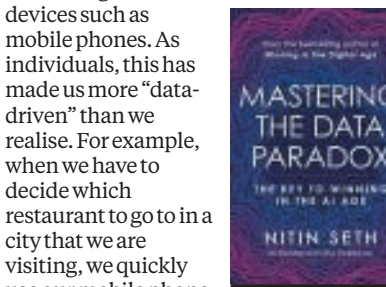 devices such as
mobile phones. As
individuals, this has
made us more “data-
driven” than we
realise. For example,
when we have to
decide which
restaurant to go to in a
city that we are
visiting, we quickly
MASTERING
THE DATA
PARADOX
THE KEY TO WINNING
IN THE AI AGE
NITIN SETH